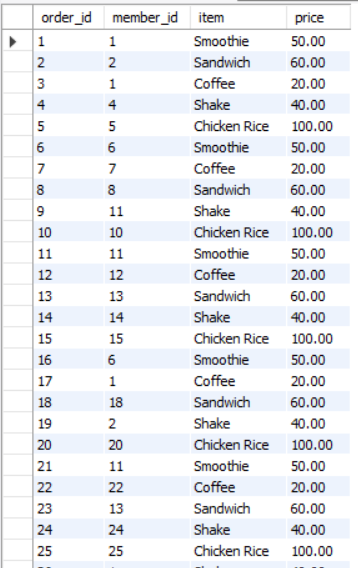 order_id member_id item price
1 1 Smoothie 50.00
2 2 Sandwich 60.00
3 1 Coffee 20.00
4 4 Shake 40.00
5 5 Chicken Rice 100.00
6 6 Smoothie 50.00
7 7 Coffee 20.00
8 8 Sandwich 60.00
9 11 Shake 40.00
10 10 Chicken Rice 100.00
11 11 Smoothie 50.00
12 12 Coffee 20.00
13 13 Sandwich 60.00
14 14 Shake 40.00
15 15 Chicken Rice 100.00
16 6 Smoothie 50.00
17 1 Coffee 20.00
18 18 Sandwich 60.00
19 2 Shake 40.00
20 20 Chicken Rice 100.00
21 11 Smoothie 50.00
22 22 Coffee 20.00
23 13 Sandwich 60.00
24 24 Shake 40.00
25 25 Chicken Rice 100.00